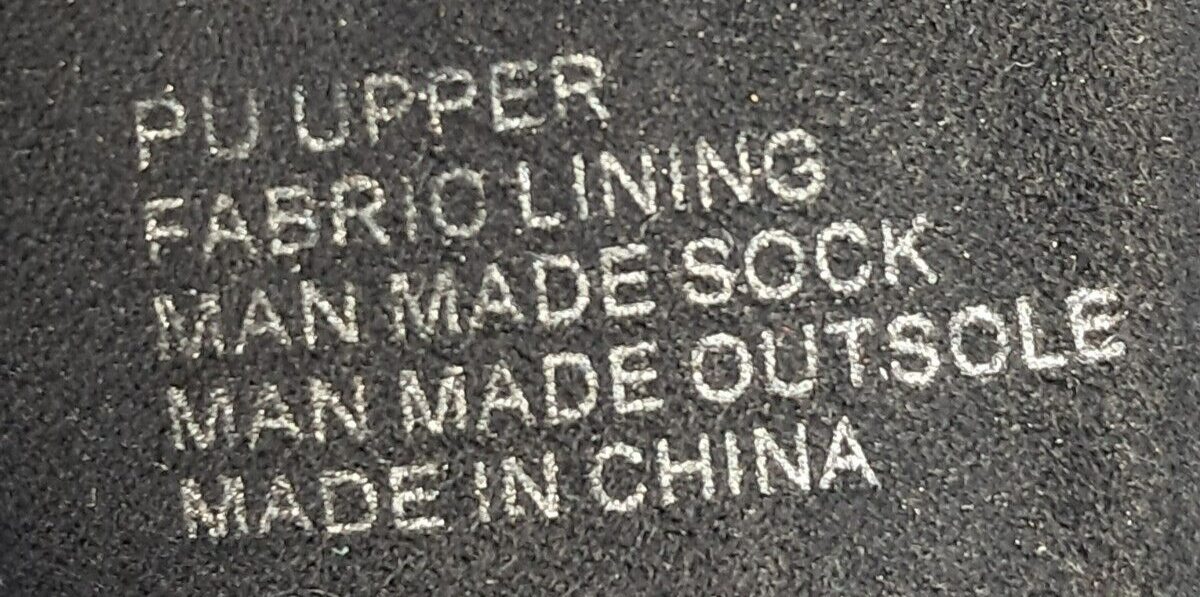 PU UPPER
FABRIC LINING
MAN MADE SOCK
MAN MADE OUTSOLE
MADE IN CHINA